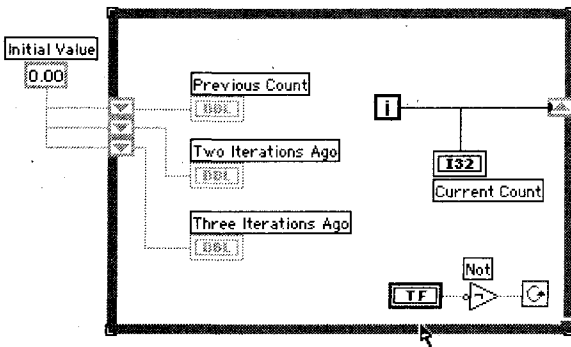 Initial Value
0.00
Previous Count
DBL
i
Two Iterations Ago
DBL
I32
Current Count
Three Iterations Ago
DBL
Not
TF